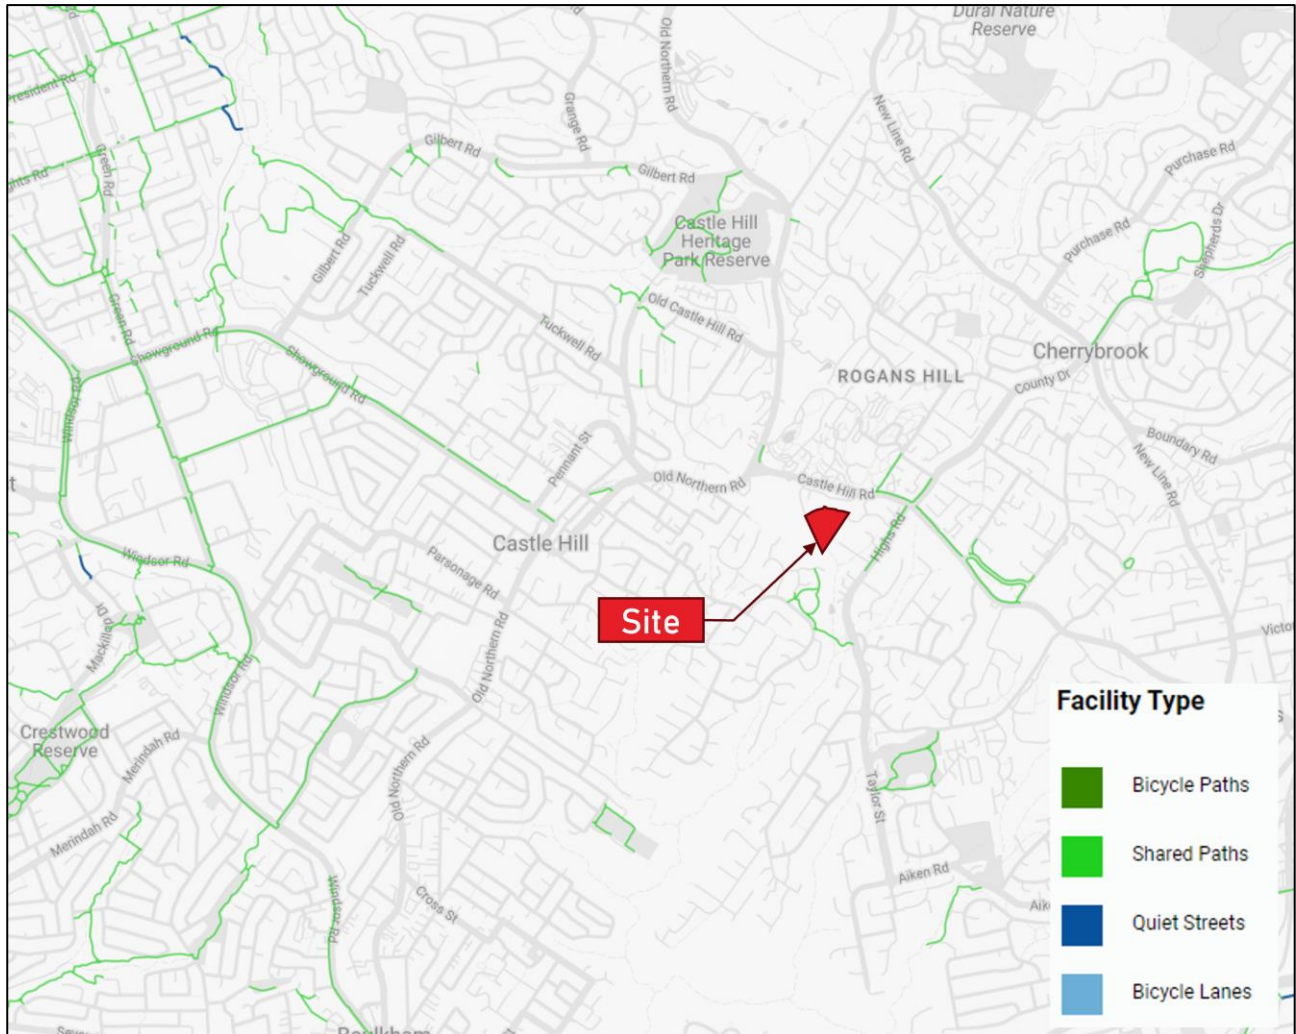 Dural Nature
Reserve
Old Northern Rd
President Rd
Grange Rd
New Line Rd
Gilbert Rd
Purchase Rd
Green Rd
Gilbert Rd
Castle Hill
Heritage
Park Reserve
Shepherds Dr
Purchase Rd
Gilbert Rd
Tuckwell Rd
Green Rd
Old Castle Hill Rd
Showground Rd
Tuckwell Rd
Showground Rd
Cherrybrook
ROGANS HILL
County Dr
Windsor Rd
Pennant St
Boundary Rd
New Line Rd
Old Northern Rd
Castle Hill Rd
Castle Hill
Highs Rd
Windsor Rd
Parsonage Rd
Site
Mackillop Dr
Old Northern Rd
Windsor Rd
Crestwood
Reserve
Merindah Rd
Old Northern Rd
Taylor St
Merindah Rd
Aiken Rd
Windsor Rd
Cross St
Facility Type
Bicycle Paths
Shared Paths
Quiet Streets
Bicycle Lanes